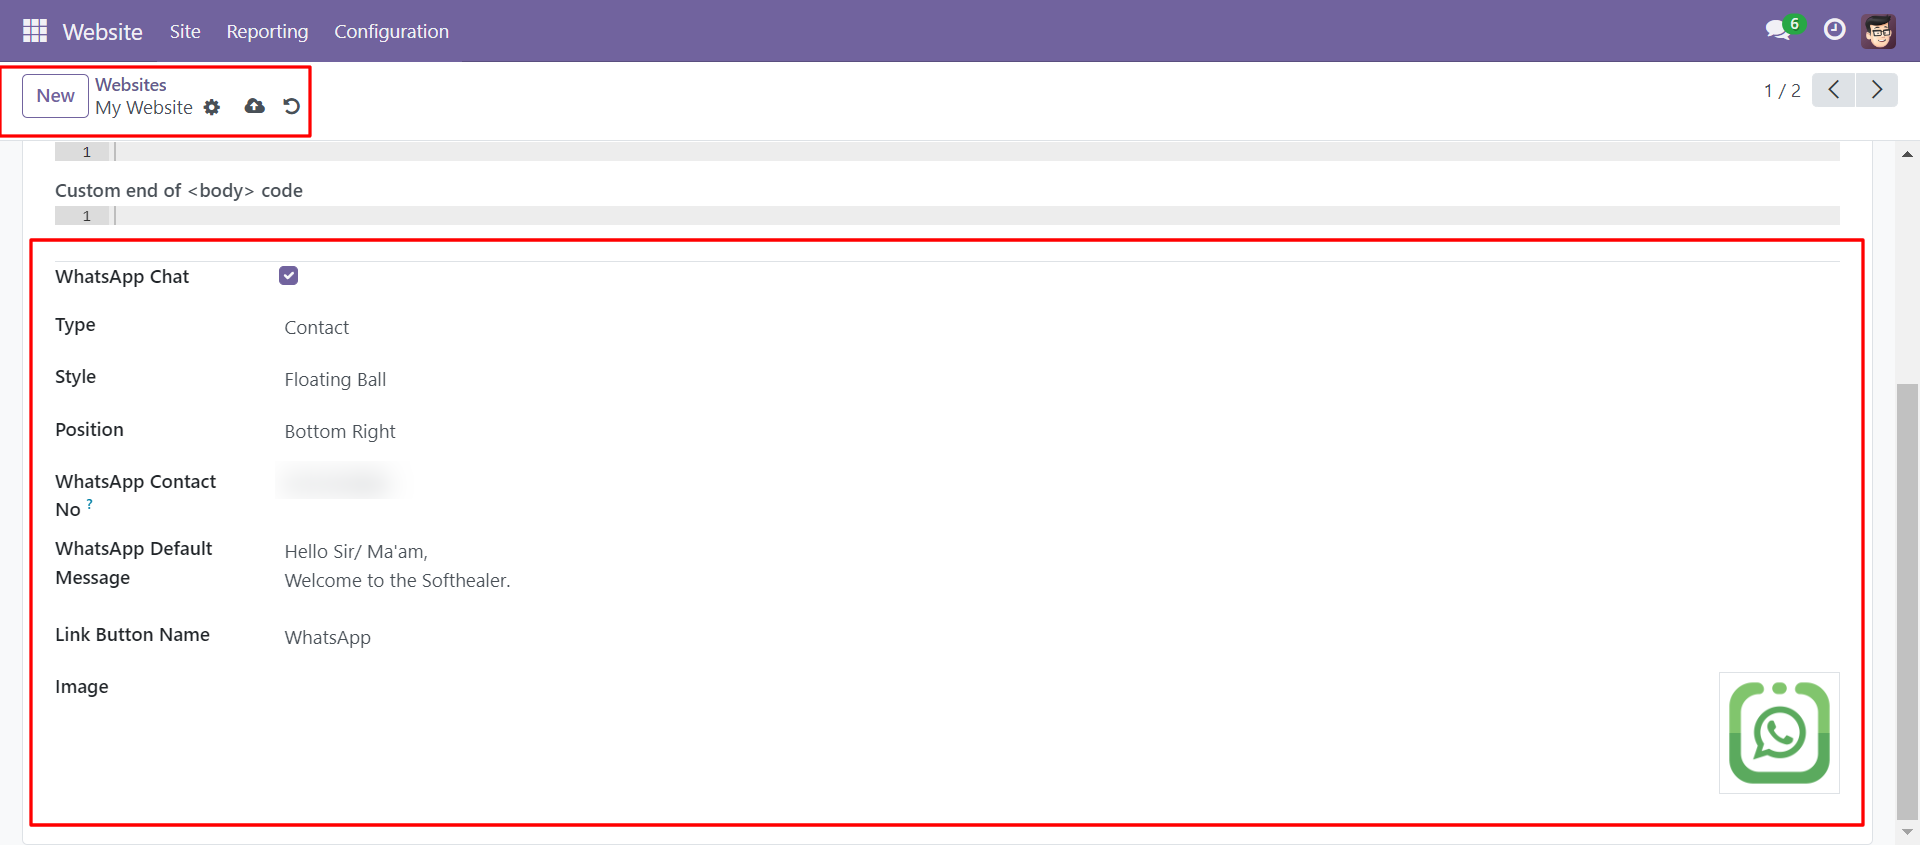 Website Site Reporting Configuration 6
New Websites 1 / 2
My Website
1
Custom end of <body> code
1
WhatsApp Chat
Type Contact
Style Floating Ball
Position Bottom Right
WhatsApp Contact
No ?
WhatsApp Default Hello Sir/ Ma'am,
Message Welcome to the Softhealer.
Link Button Name WhatsApp
Image